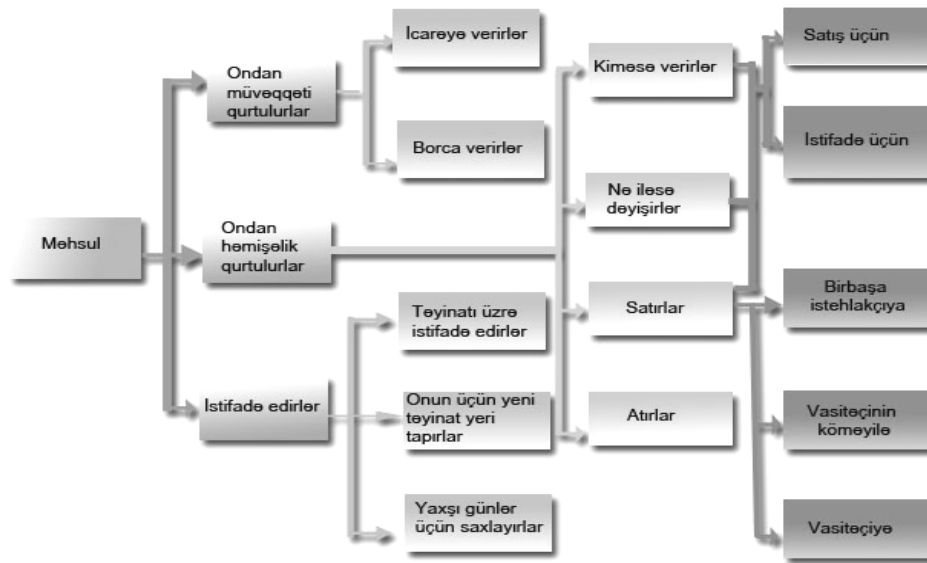 Məhsul
Ondan
müvəqqəti
qurtulurlar
Ondan
həmişəlik
qurtulurlar
İstifadə edirlər
İcarəyə verirlər
Borca verirlər
Təyinatı üzrə
istifadə edirlər
Onun üçün yeni
təyinat yeri
tapırlar
Yaxşı günlər
üçün saxlayırlar
Kiməsə verirlər
Nə iləsə
dəyişirlər
Satırlar
Atırlar
Satış üçün
İstifadə üçün
Birbaşa
istehlakçıya
Vasitəçinin
köməyilə
Vasitəçiyə